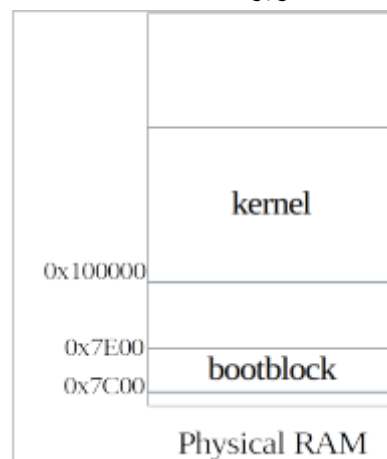 kernel
0x100000
0x7E00
bootblock
0x7C00
Physical RAM